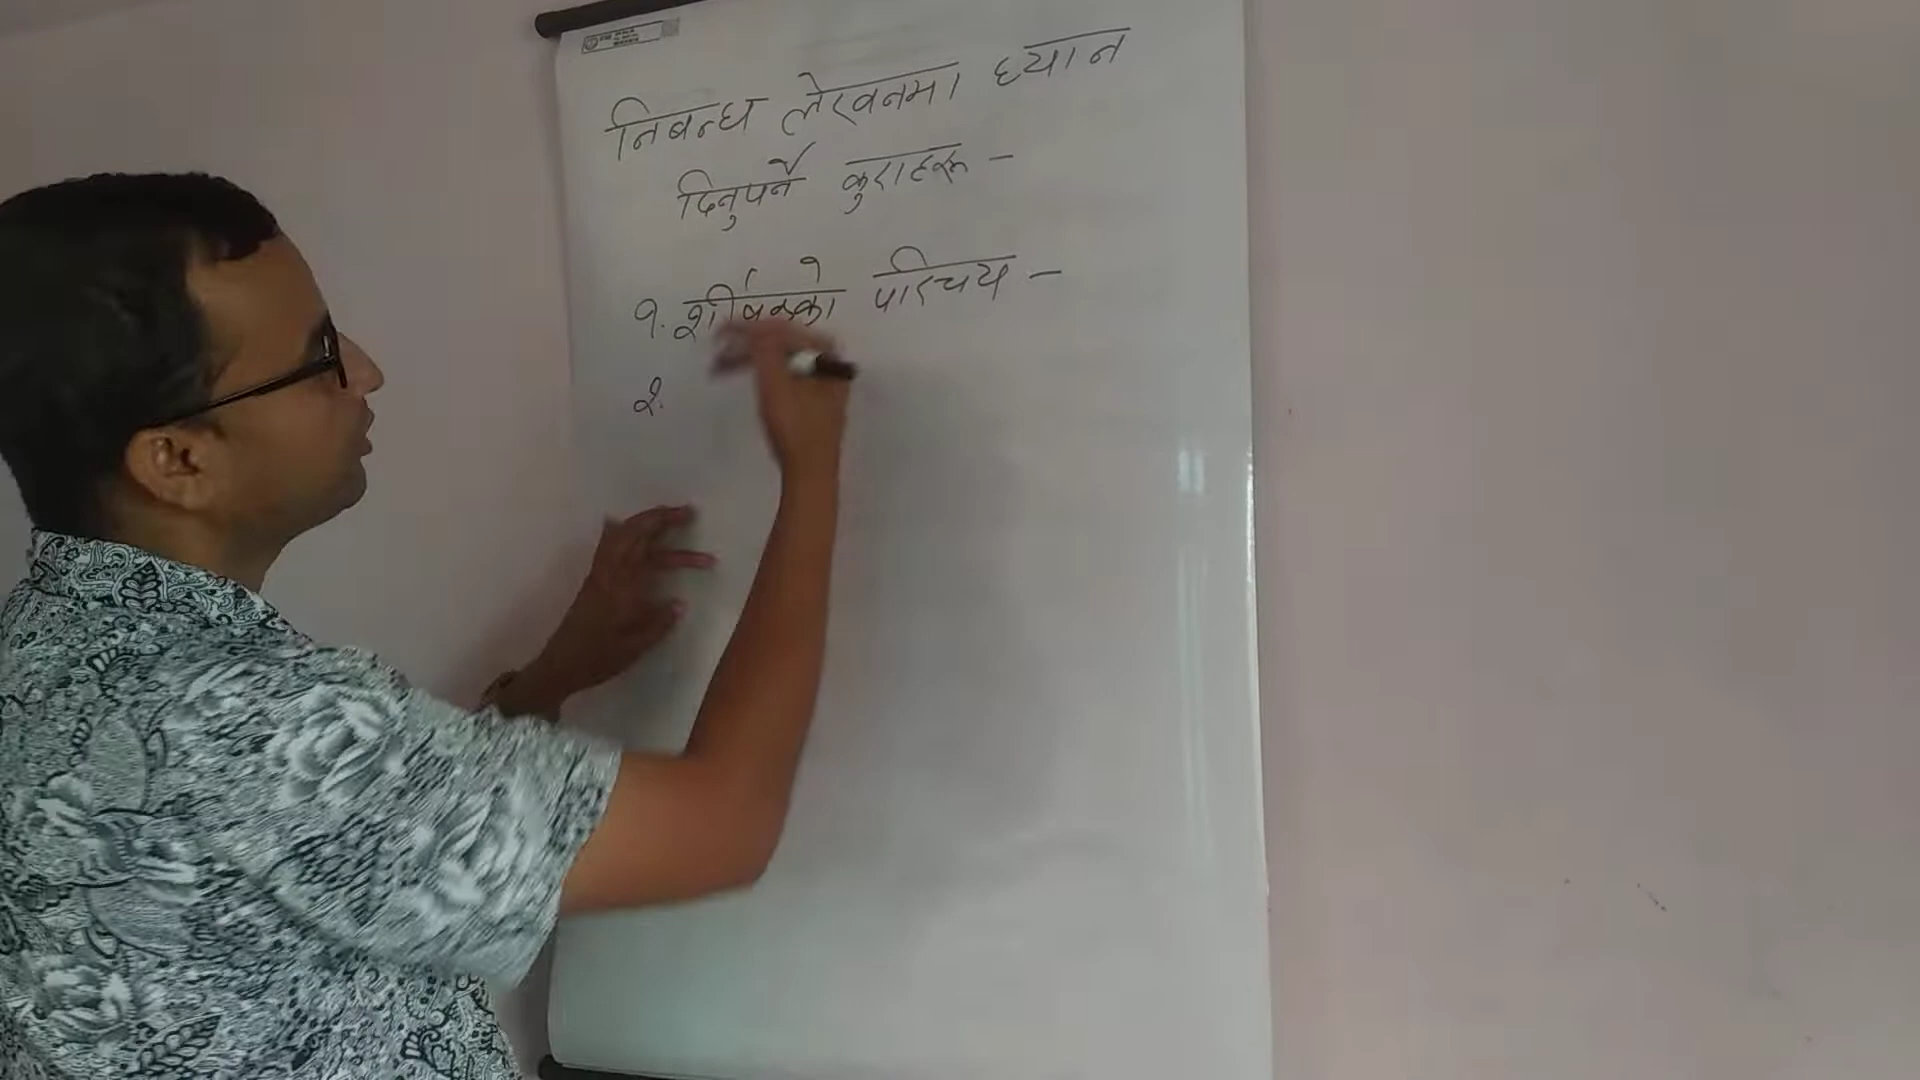 निबन्ध लेखनमा ध्यान
दिनुपर्ने कुराहरू -
१. शीर्षकको परिचय -
२.